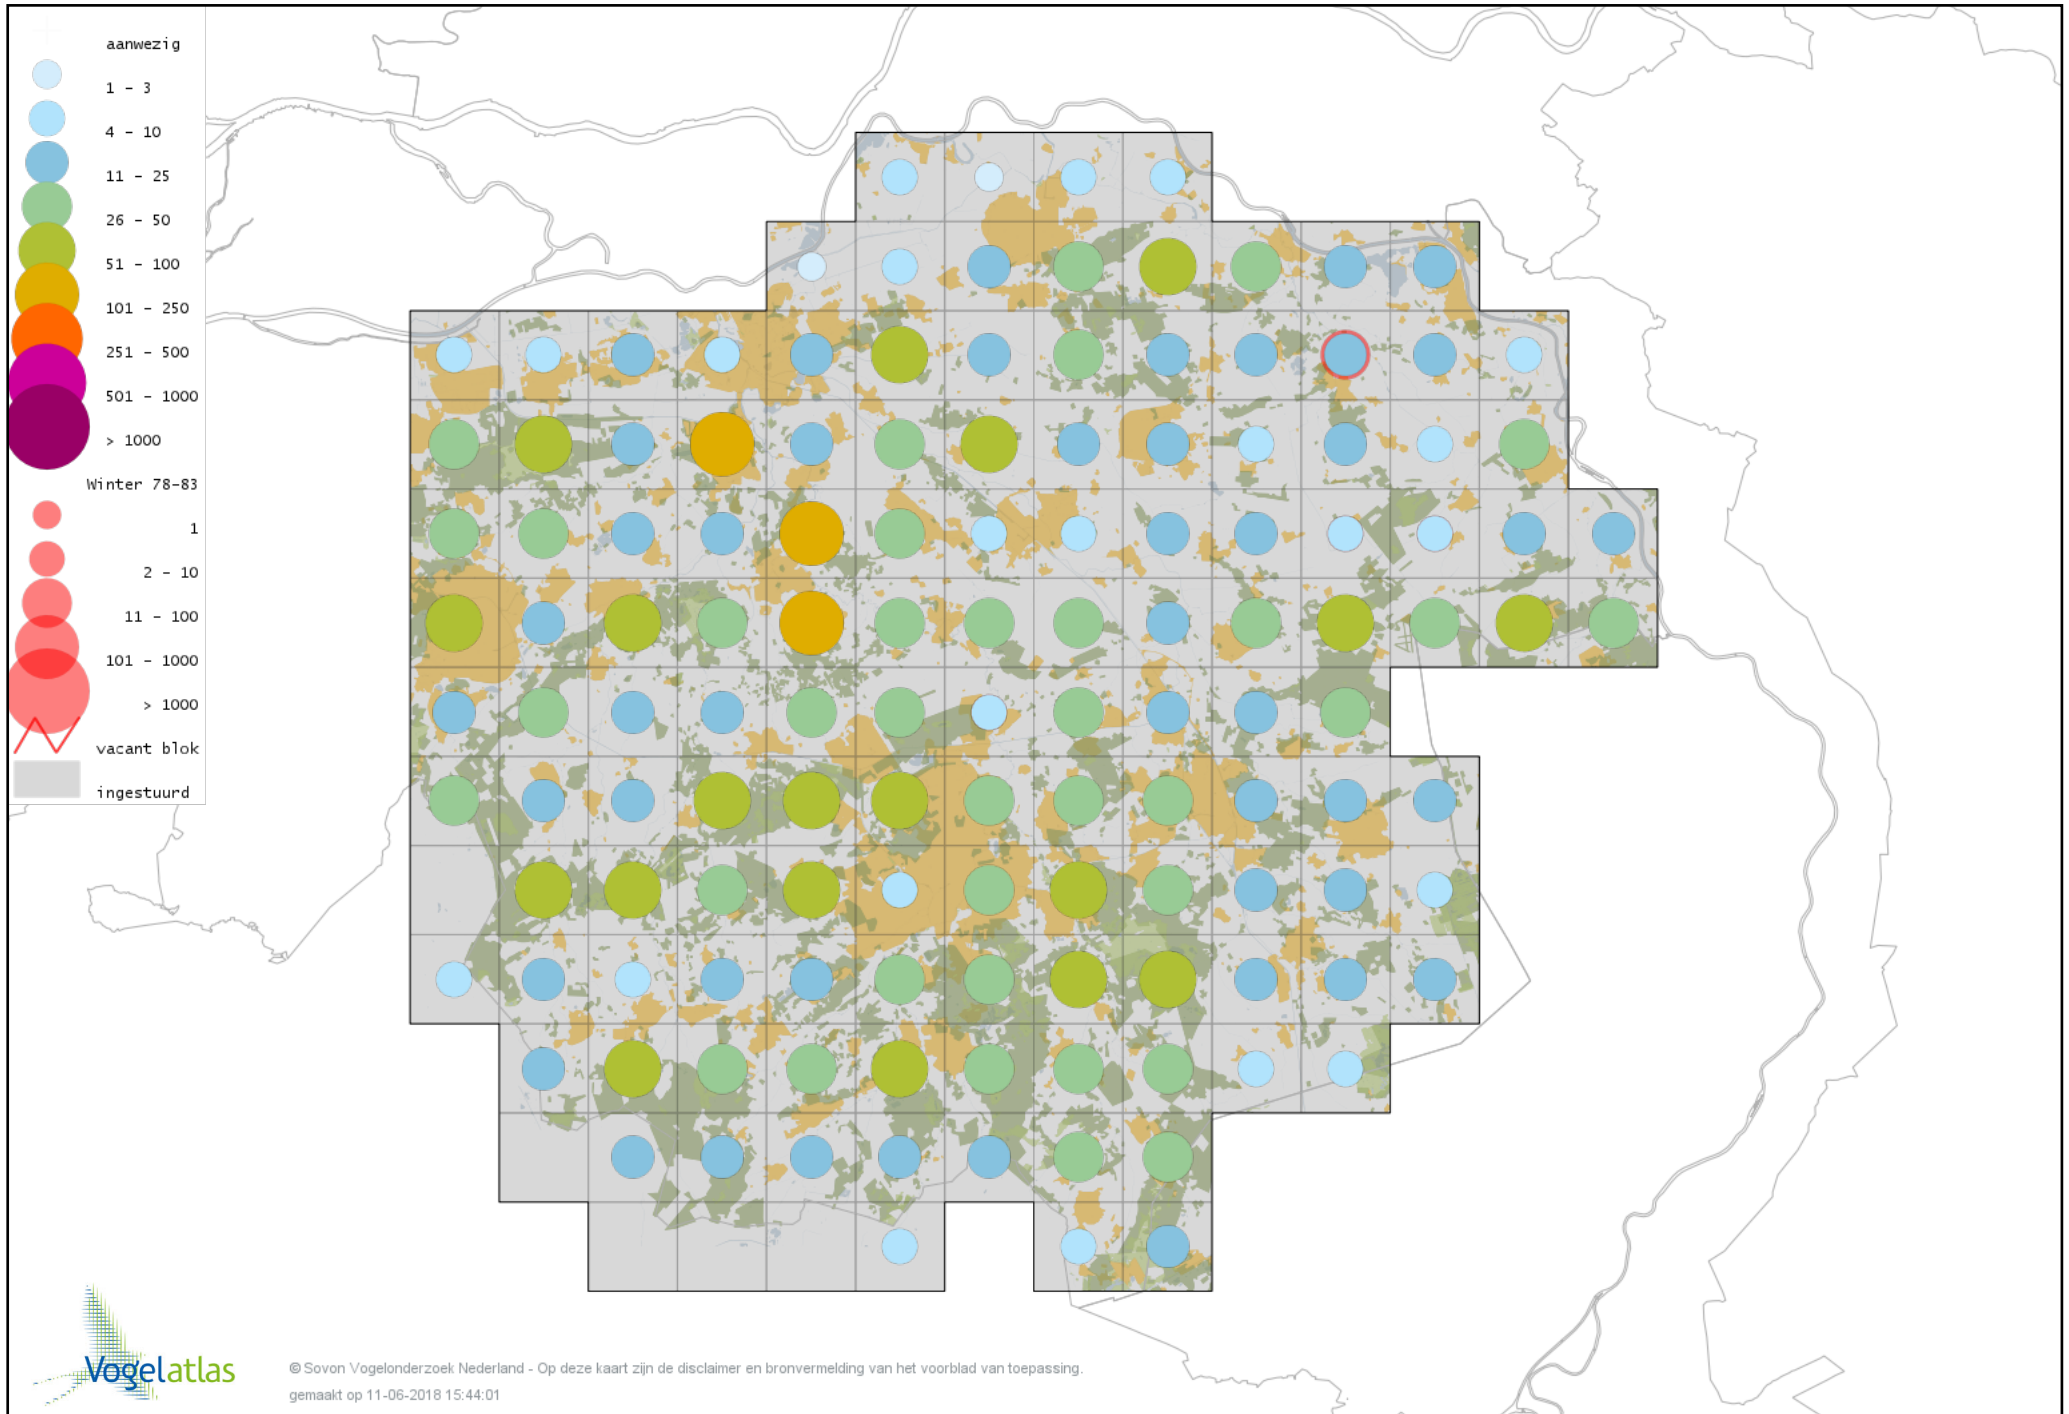 aanwezig
1 - 3
4 - 10
11 - 25
26 - 50
51 - 100
101 - 250
251 - 500
501 - 1000
> 1000
Winter 78-83
1
2 - 10
11 - 100
101 - 1000
> 1000
vacant blok
ingestuurd
Vogelatlas
© Sovon Vogelonderzoek Nederland - Op deze kaart zijn de disclaimer en bronvermelding van het voorblad van toepassing.
gemaakt op 11-06-2018 15:44:01